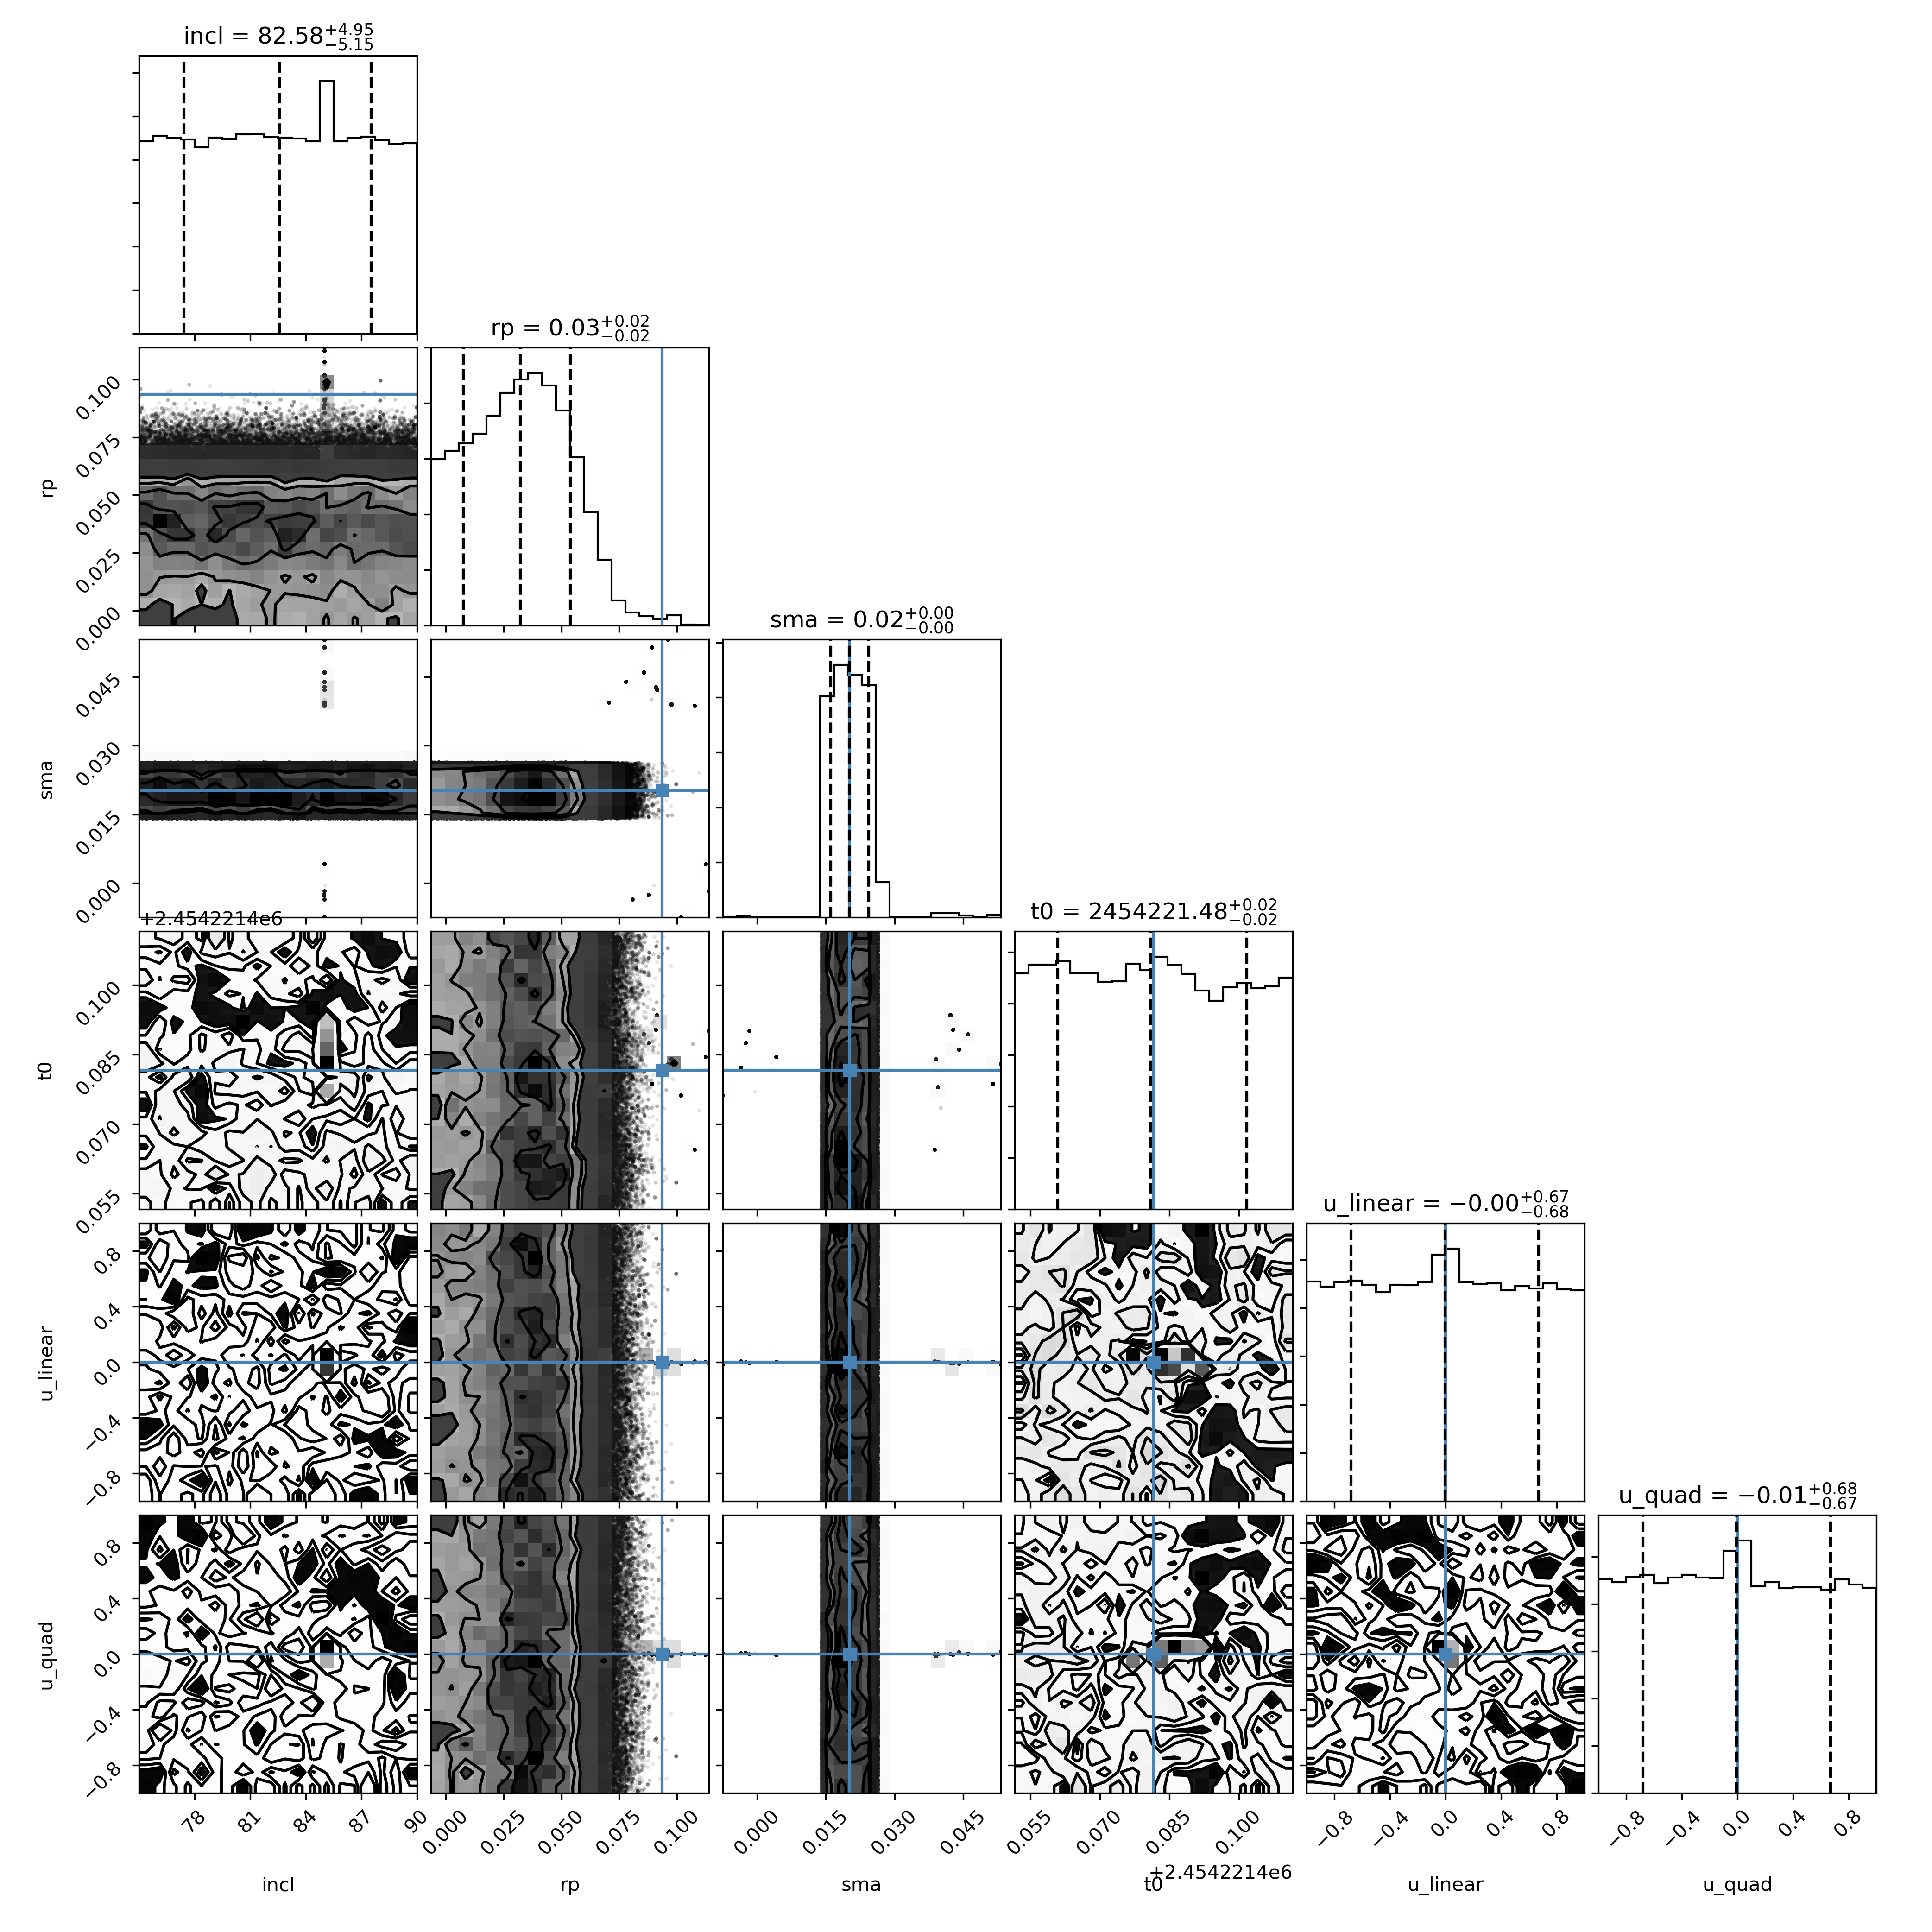 incl = 82.58+4.95 −5.15
rp = 0.03+0.02 −0.02
0.100
0.075
0.050
0.025
0.000
rp
sma = 0.02+0.00 −0.00
0.045
0.030
0.015
0.000
sma
+2.4542214e6
t0 = 2454221.48+0.02 −0.02
0.100
0.085
0.070
0.055
t0
u_linear = −0.00+0.67 −0.68
0.8
0.4
0.0
−0.4
−0.8
u_linear
u_quad = −0.01+0.68 −0.67
0.8
0.4
0.0
−0.4
−0.8
u_quad
78 81 84 87 90
0.000 0.025 0.050 0.075 0.100
0.000 0.015 0.030 0.045
0.055 0.070 0.085 0.100
−0.8 −0.4 0.0 0.4 0.8
−0.8 −0.4 0.0 0.4 0.8
+2.4542214e6
incl rp sma t0 u_linear u_quad